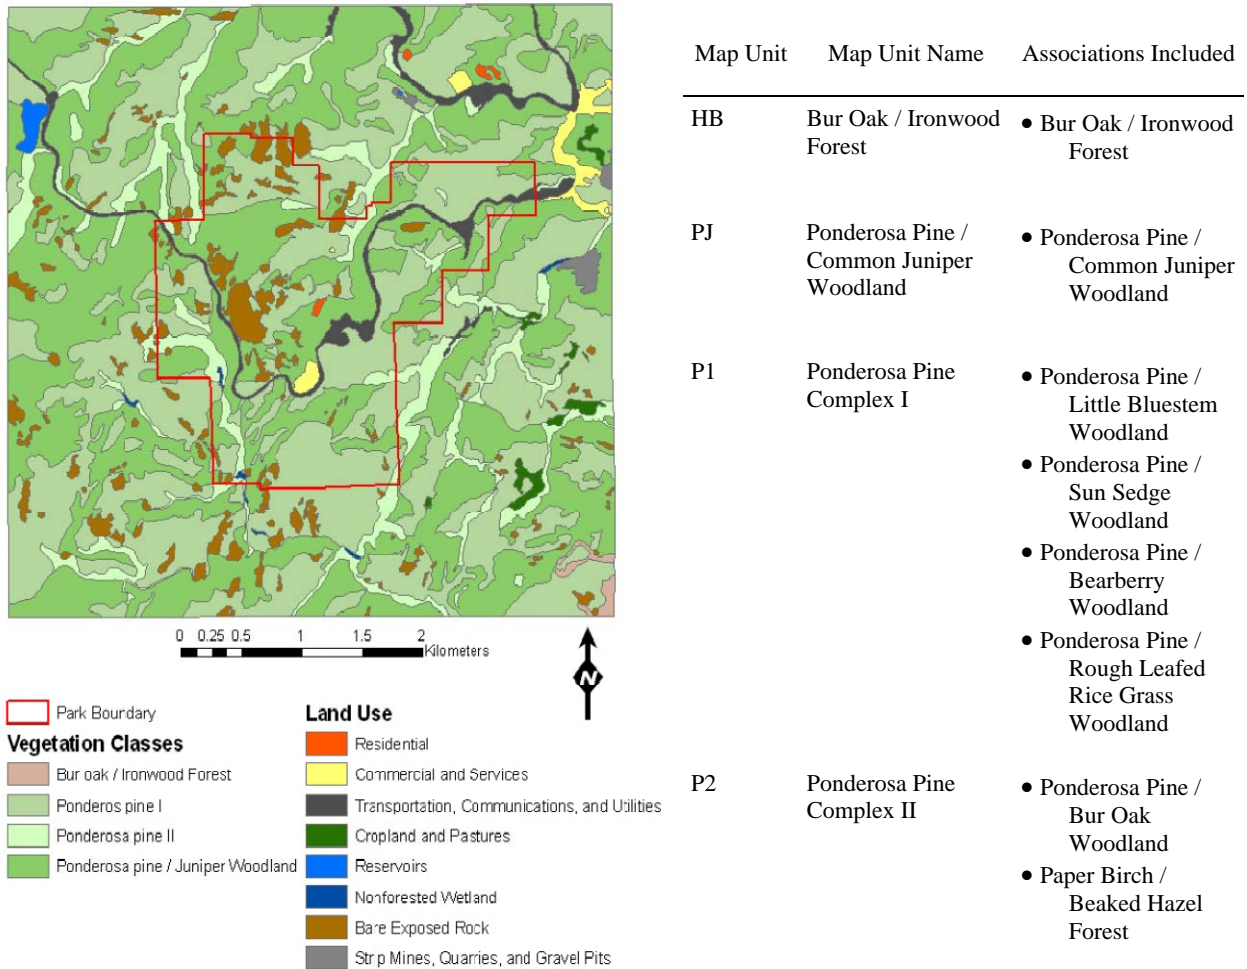 0 0.25 0.5 1 1.5 2
Kilometers
N
Park Boundary
Vegetation Classes
Bur oak / Ironwood Forest
Ponderos pine I
Ponderosa pine II
Ponderosa pine / Juniper Woodland
Land Use
Residential
Commercial and Services
Transportation, Communications, and Utilities
Cropland and Pastures
Reservoirs
Nonforested Wetland
Bare Exposed Rock
Strip Mines, Quarries, and Gravel Pits
Map Unit Map Unit Name Associations Included
HB Bur Oak / Ironwood • Bur Oak / Ironwood
Forest Forest
PJ Ponderosa Pine / • Ponderosa Pine /
Common Juniper Common Juniper
Woodland Woodland
P1 Ponderosa Pine • Ponderosa Pine /
Complex I Little Bluestem
Woodland
• Ponderosa Pine /
Sun Sedge
Woodland
• Ponderosa Pine /
Bearberry
Woodland
• Ponderosa Pine /
Rough Leafed
Rice Grass
Woodland
P2 Ponderosa Pine • Ponderosa Pine /
Complex II Bur Oak
Woodland
• Paper Birch /
Beaked Hazel
Forest